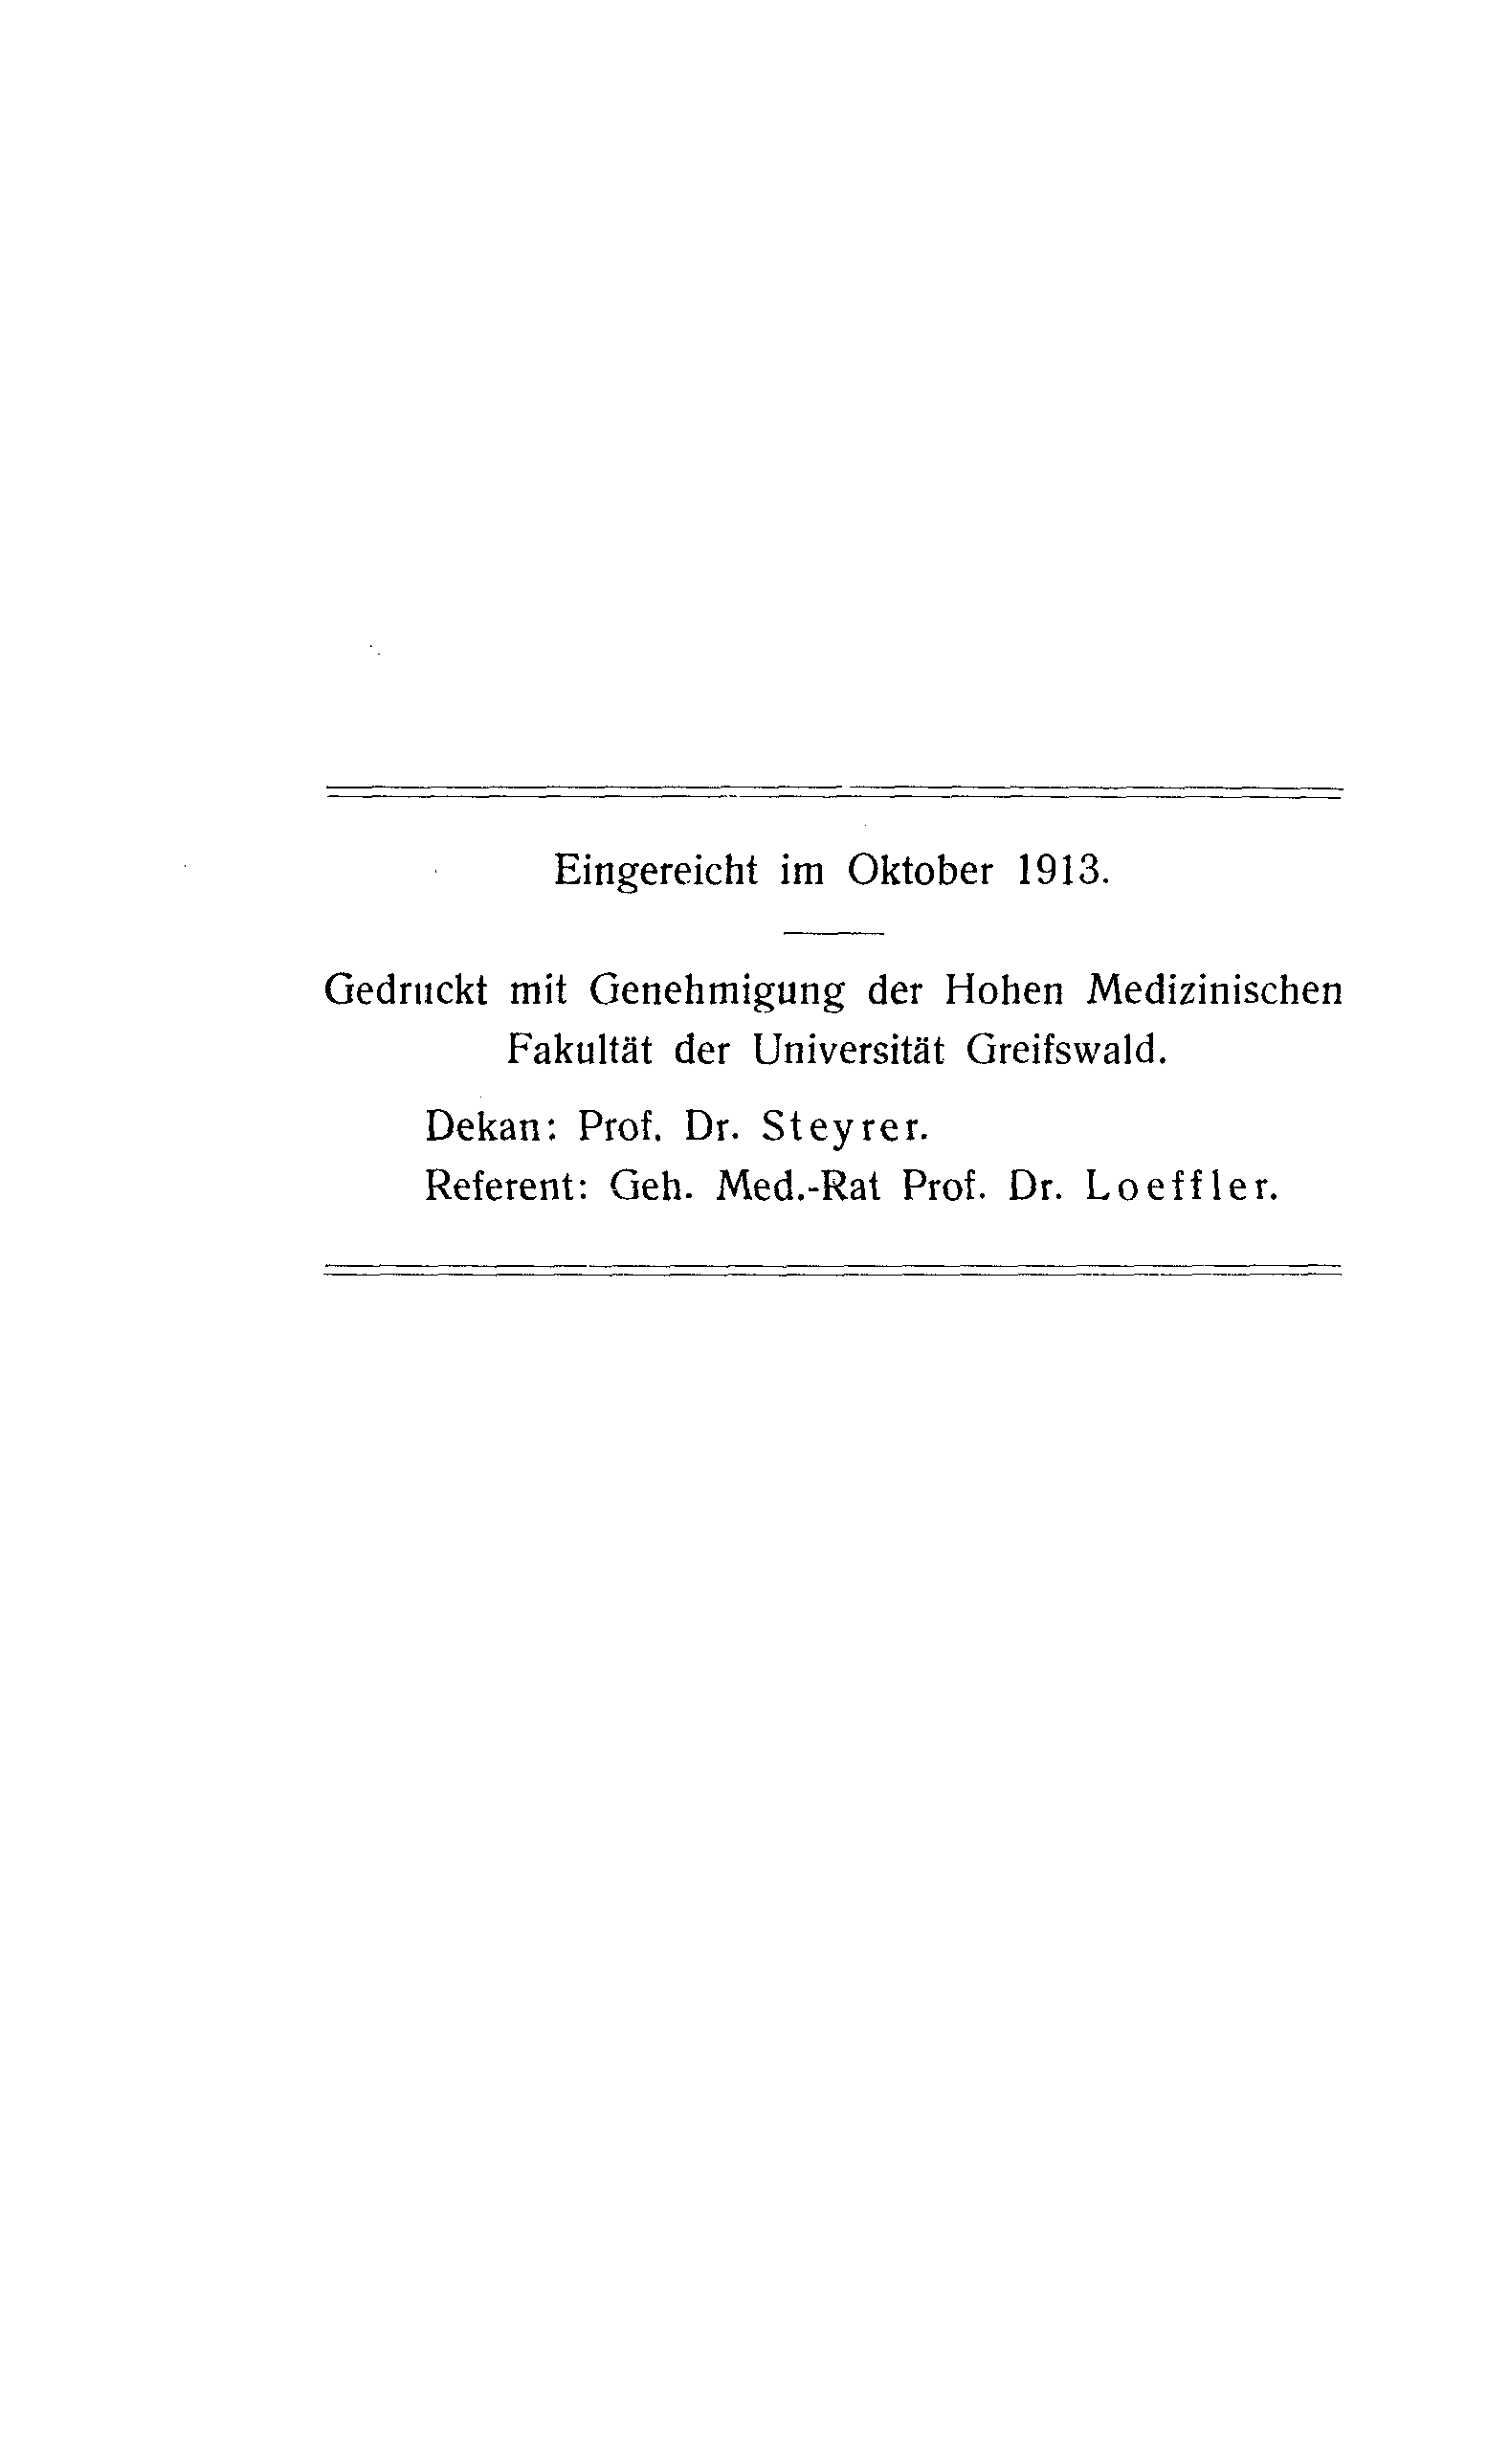 Eingereicht im Oktober 1913.
Gedruckt mit Genehmigung der Hohen Medizinischen
Fakultät der Universität Greifswald.
Dekan: Prof. Dr. Steyrer.
Referent: Geh. Med.-Rat Prof. Dr. Loeffler.